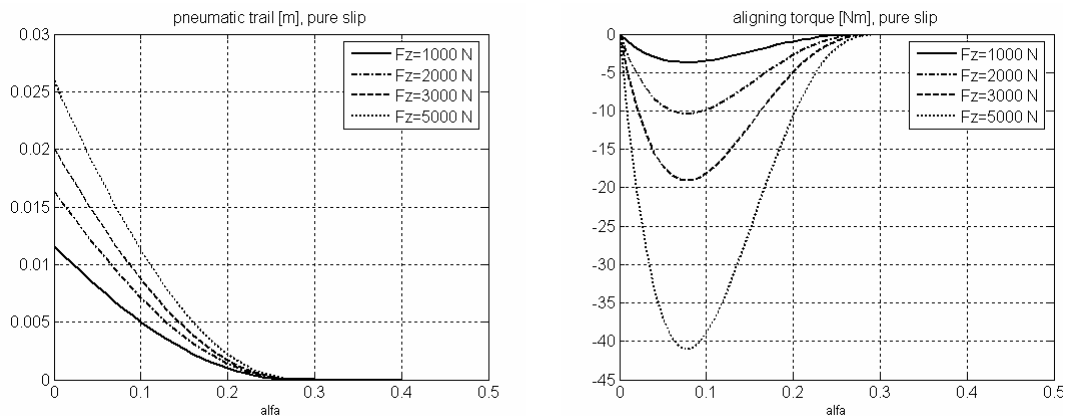 pneumatic trail [m], pure slip
0.03
0.025
0.02
0.015
0.01
0.005
0
Fz=1000 N
Fz=2000 N
Fz=3000 N
Fz=5000 N
0 0.1 0.2 0.3 0.4 0.5
alfa
aligning torque [Nm], pure slip
0
-5
-10
-15
-20
-25
-30
-35
-40
-45
Fz=1000 N
Fz=2000 N
Fz=3000 N
Fz=5000 N
0 0.1 0.2 0.3 0.4 0.5
alfa